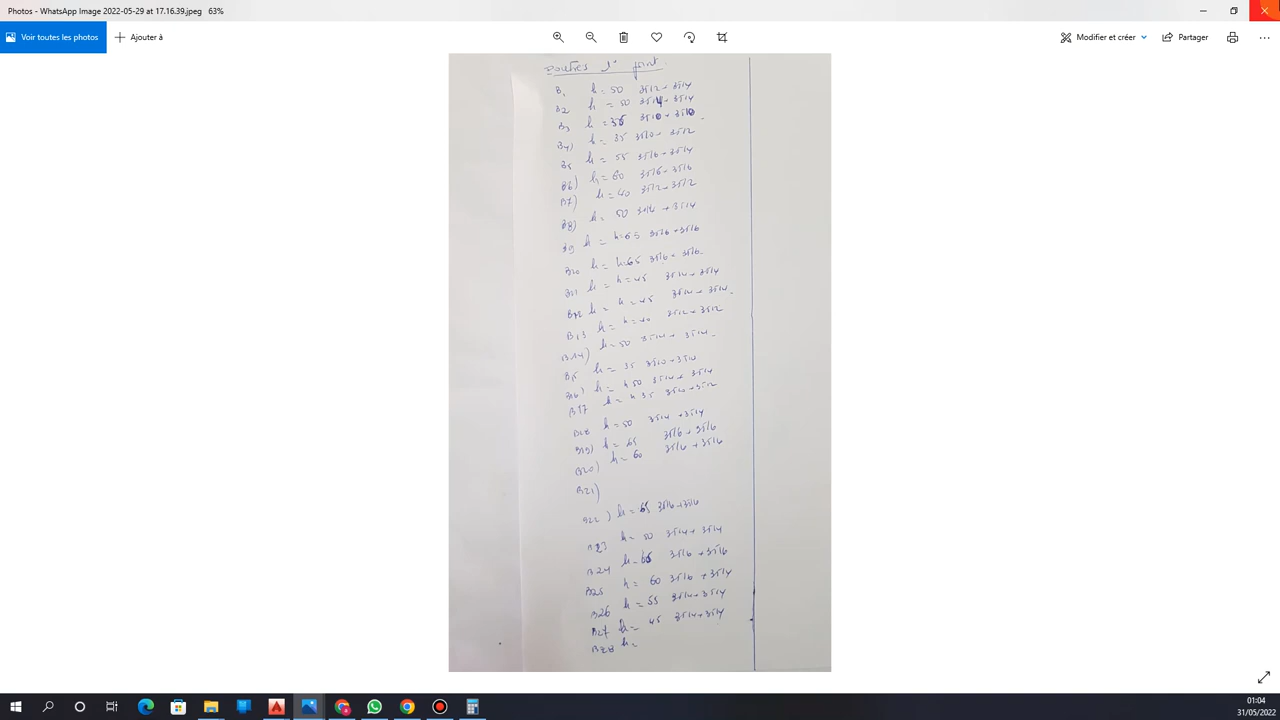 Photos - WhatsApp Image 2022-05-29 at 17.16.39.jpeg 63%
Voir toutes les photos
Ajouter à
Modifier et créer
Partager
Poutres 1° joint
B1 h = 50 3T12 + 3T14
B2 h = 50 3T14 + 3T14
B3 h = 35 3T10 + 3T10
B4) h = 35 3T10 + 3T12
B5 h = 55 3T16 + 3T14
B6) h = 60 3T16 + 3T16
B7) h = 40 3T12 + 3T12
B8) h = 50 + 3T14
B9 h = h = 65 3T16 + 3T16
B10 h = h = 65 3T16 + 3T16
B11 h = h = 45 3T14 + 3T14
B12 h = h = 45 3T14 + 3T14
B13 h = h = 40 3T12 + 3T12
B14) h = 50 3T14 + 3T14
B15 h = 35 3T10 + 3T10
B16) h = h 50 3T14 + 3T14
B17 h = h 35 3T10 + 3T12
B18 h = 50 3T14 + 3T14
B19) h = 65 3T16 + 3T16
B20) h = 60 3T16 + 3T16
B21)
B22) h = 65 3T16 + 3T16
B23 h = 50 3T14 + 3T14
B24 h = 3T16 + 3T16
B25 h = 60 3T16 + 3T14
B26 h = 55 3T14 + 3T14
B27 h = 45 3T14 + 3T14
B28 h =
01:04
31/05/2022